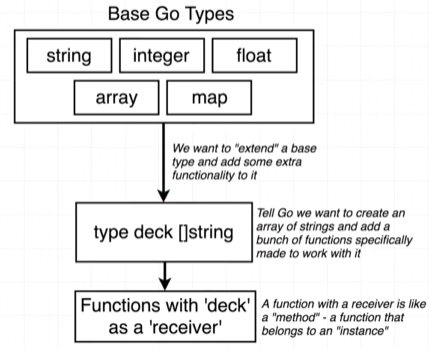 Base Go Types
string integer float
array map
We want to "extend" a base
type and add some extra
functionality to it
type deck []string
Tell Go we want to create an
array of strings and add a
bunch of functions specifically
made to work with it
Functions with 'deck'
as a 'receiver'
A function with a receiver is like
a "method" - a function that
belongs to an "instance"